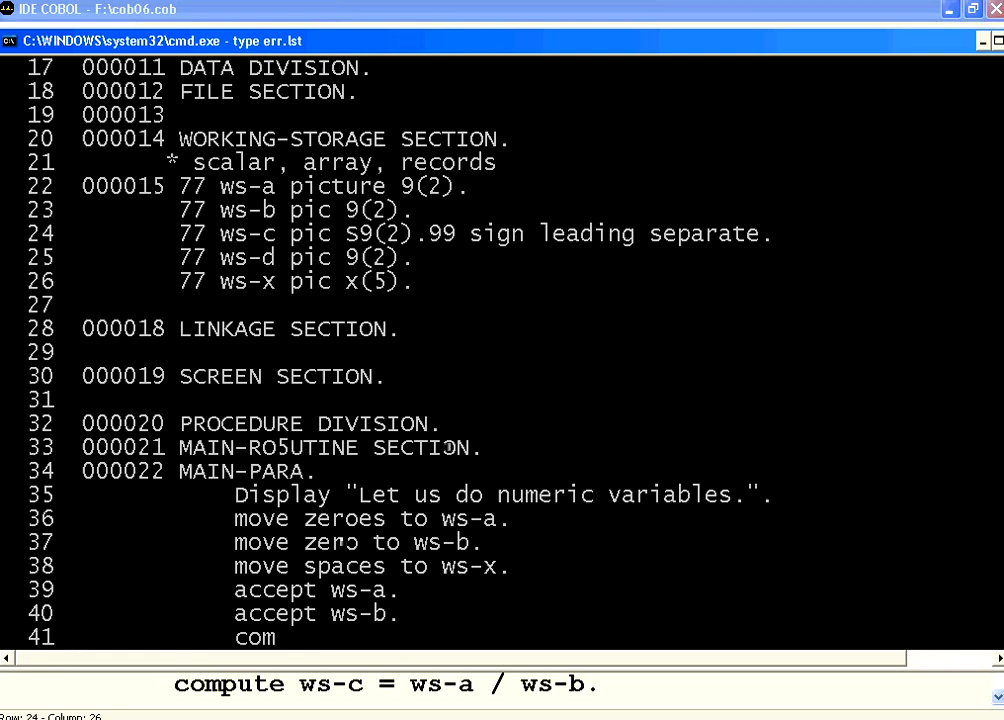 IDE COBOL - F:\cob06.cob
C:\WINDOWS\system32\cmd.exe - type err.lst
17 000011 DATA DIVISION.
18 000012 FILE SECTION.
19 000013
20 000014 WORKING-STORAGE SECTION.
21 * scalar, array, records
22 000015 77 ws-a picture 9(2).
23 77 ws-b pic 9(2).
24 77 ws-c pic S9(2).99 sign leading separate.
25 77 ws-d pic 9(2).
26 77 ws-x pic x(5).
27
28 000018 LINKAGE SECTION.
29
30 000019 SCREEN SECTION.
31
32 000020 PROCEDURE DIVISION.
33 000021 MAIN-RO5UTINE SECTION.
34 000022 MAIN-PARA.
35 Display "Let us do numeric variables.".
36 move zeroes to ws-a.
37 move zero to ws-b.
38 move spaces to ws-x.
39 accept ws-a.
40 accept ws-b.
41 com
compute ws-c = ws-a / ws-b.
Row: 24 - Column: 26